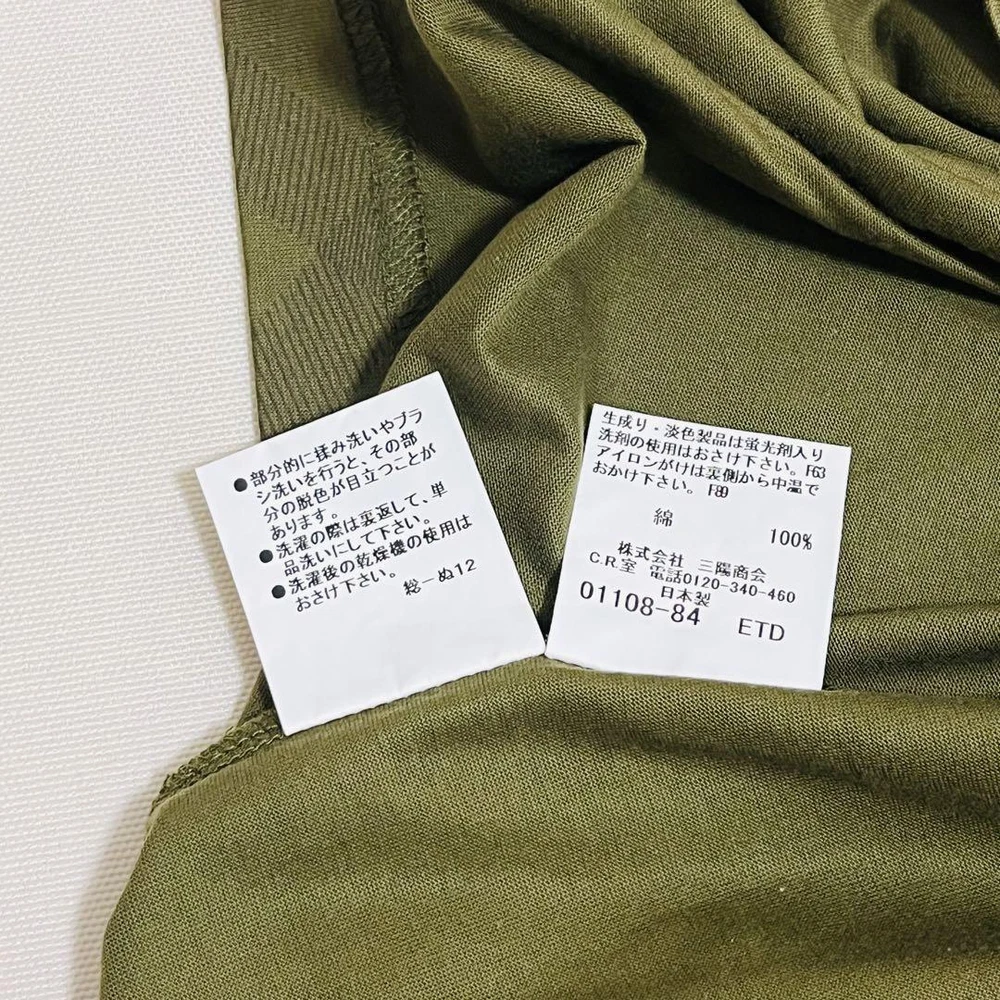 ●部分的に揉み洗いやブラ
シ洗いを行うと、その部
分の脱色が目立つことが
あります。
●洗濯の際は裏返して、単
品洗いにして下さい。
●洗濯後の乾燥機の使用は
おさけ下さい。
総−ぬ12
生成り・淡色製品は蛍光剤入り
洗剤の使用はおさけ下さい。F63
アイロンがけは裏側から中温で
おかけ下さい。F89
綿 100%
株式会社 三陽商会
C.R.室 電話0120-340-460
日本製
01108-84 ETD